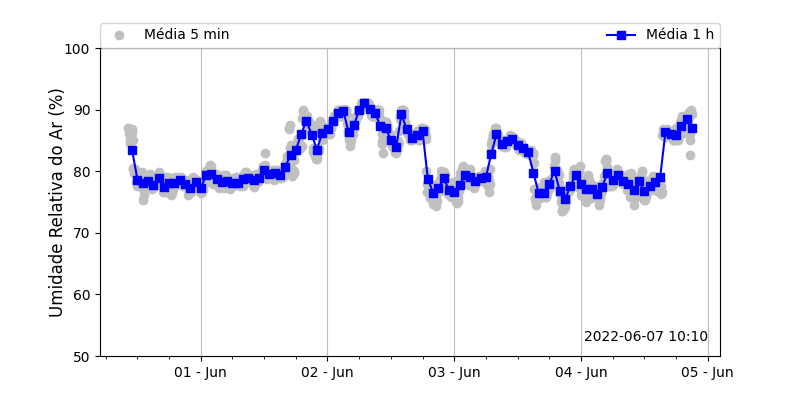 Média 5 min
Média 1 h
100
90
80
70
60
50
Umidade Relativa do Ar (%)
2022-06-07 10:10
01 - Jun
02 - Jun
03 - Jun
04 - Jun
05 - Jun